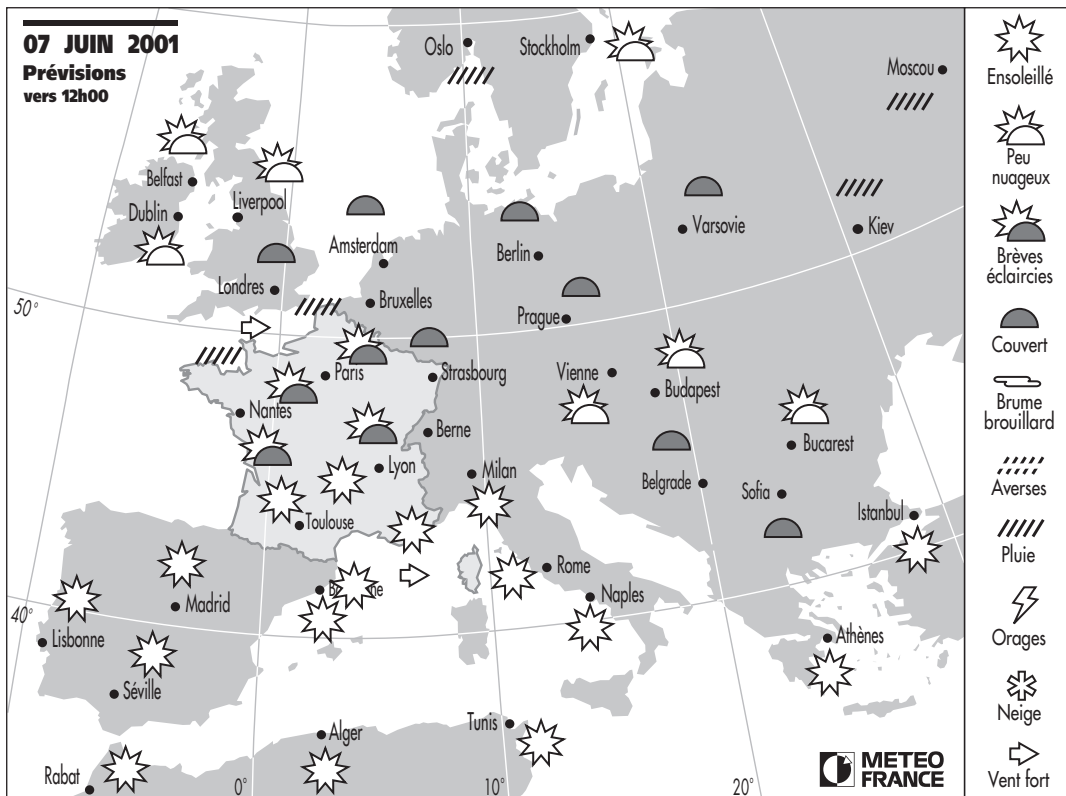 07 JUIN 2001
Prévisions
vers 12h00
Oslo
Stockholm
Moscou
Belfast
Dublin
Liverpool
Varsovie
Kiev
Amsterdam
Berlin
Londres
Bruxelles
50°
Prague
Paris
Strasbourg
Vienne
Budapest
Nantes
Berne
Bucarest
Lyon
Milan
Belgrade
Sofia
Istanbul
Toulouse
Rome
Madrid
Naples
40°
Lisbonne
Athènes
Séville
Tunis
Alger
Rabat
0°
10°
20°
METEO
FRANCE
Ensoleillé
Peu
nuageux
Brèves
éclaircies
Couvert
Brume
brouillard
Averses
Pluie
Orages
Neige
Vent fort